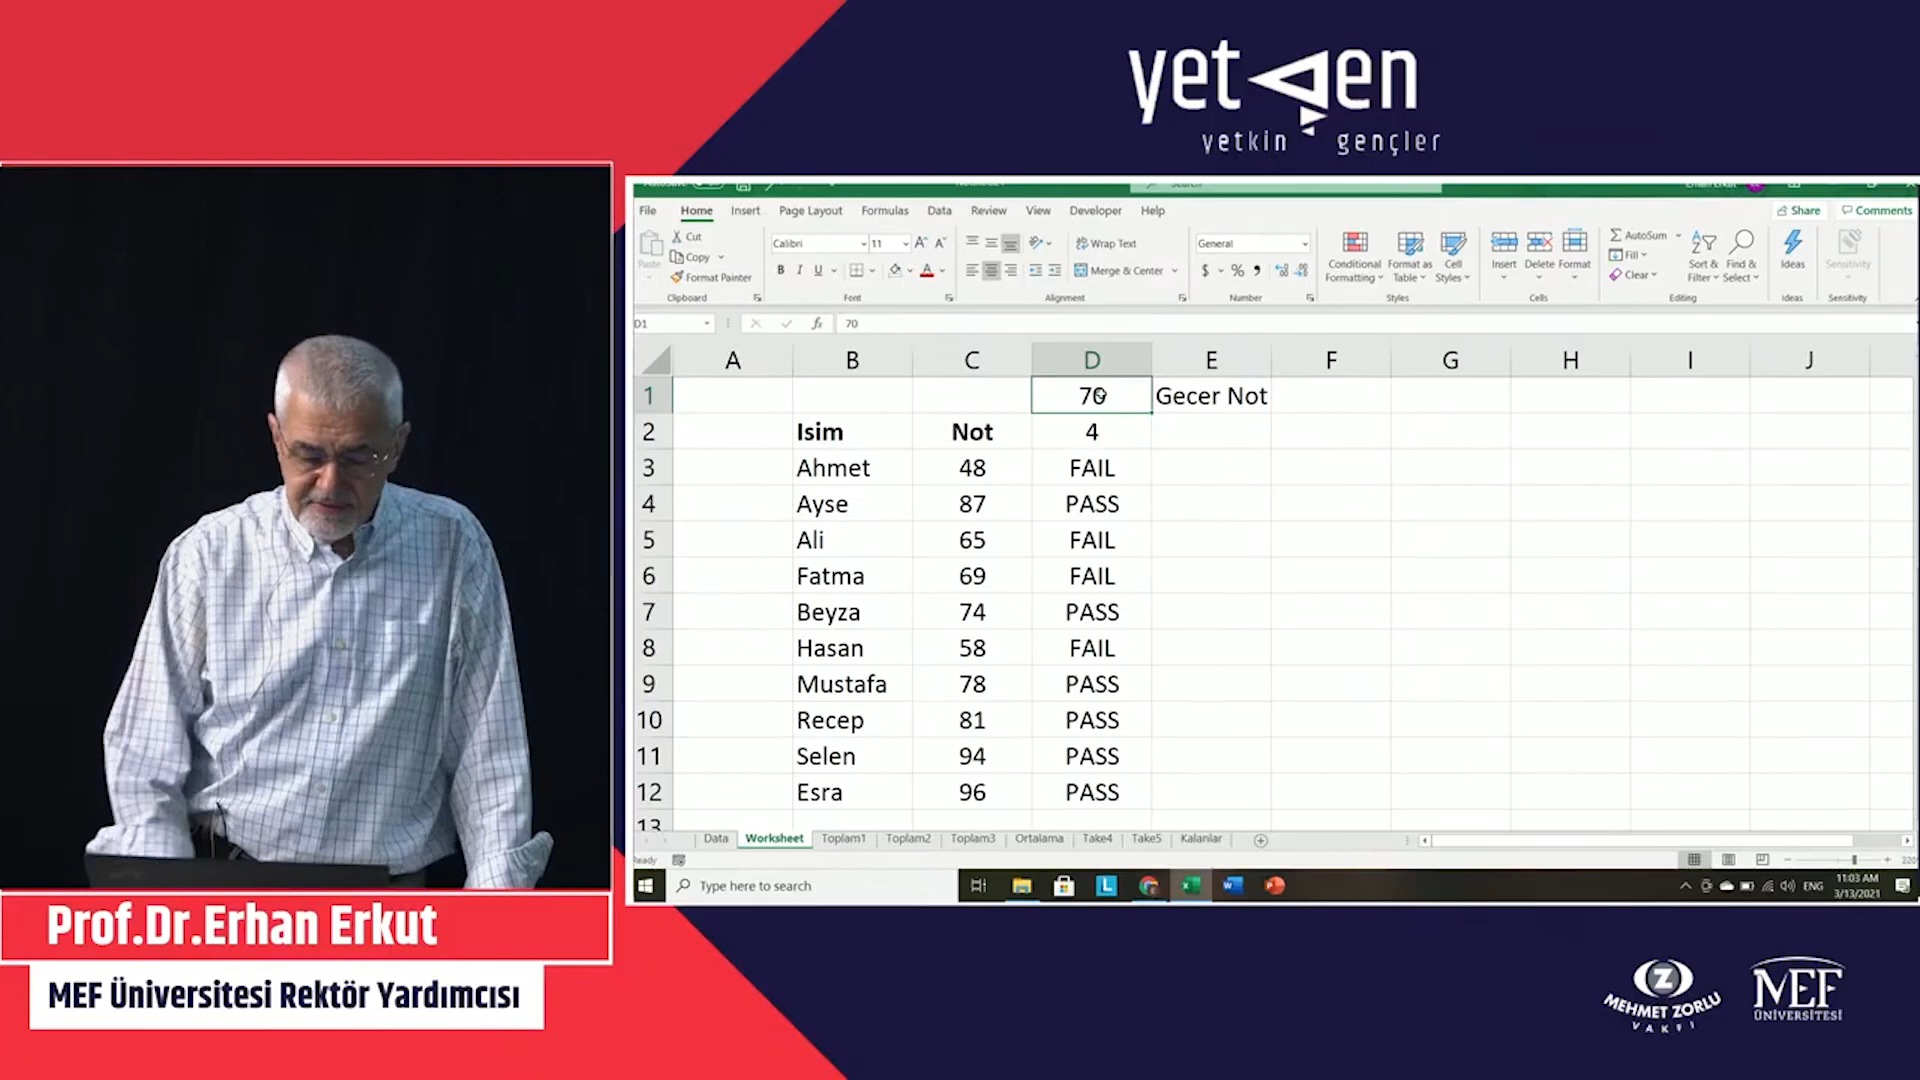 yetgen
yetkin gençler
File Home Insert Page Layout Formulas Data Review View Developer Help Share Comments
Cut
Copy
Format Painter
Paste
Clipboard
Calibri 11
B I U
Font
Wrap Text
Merge & Center
Alignment
General
$ % 
Number
Conditional Formatting
Format as Table
Cell Styles
Styles
Insert Delete Format
Cells
AutoSum
Fill
Clear
Sort & Filter
Find & Select
Editing
Ideas
Ideas
Sensitivity
Sensitivity
D1 fx 70
A B C D E F G H I J
1 70 Gecer Not
2 Isim Not 4
3 Ahmet 48 FAIL
4 Ayse 87 PASS
5 Ali 65 FAIL
6 Fatma 69 FAIL
7 Beyza 74 PASS
8 Hasan 58 FAIL
9 Mustafa 78 PASS
10 Recep 81 PASS
11 Selen 94 PASS
12 Esra 96 PASS
13
Data Worksheet Toplam1 Toplam2 Toplam3 Ortalama Take4 Take5 Kalanlar
Ready
Type here to search
ENG
11:03 AM
3/13/2021
Prof.Dr.Erhan Erkut
MEF Üniversitesi Rektör Yardımcısı
MEHMET ZORLU
VAKFI
MEF
ÜNİVERSİTESİ